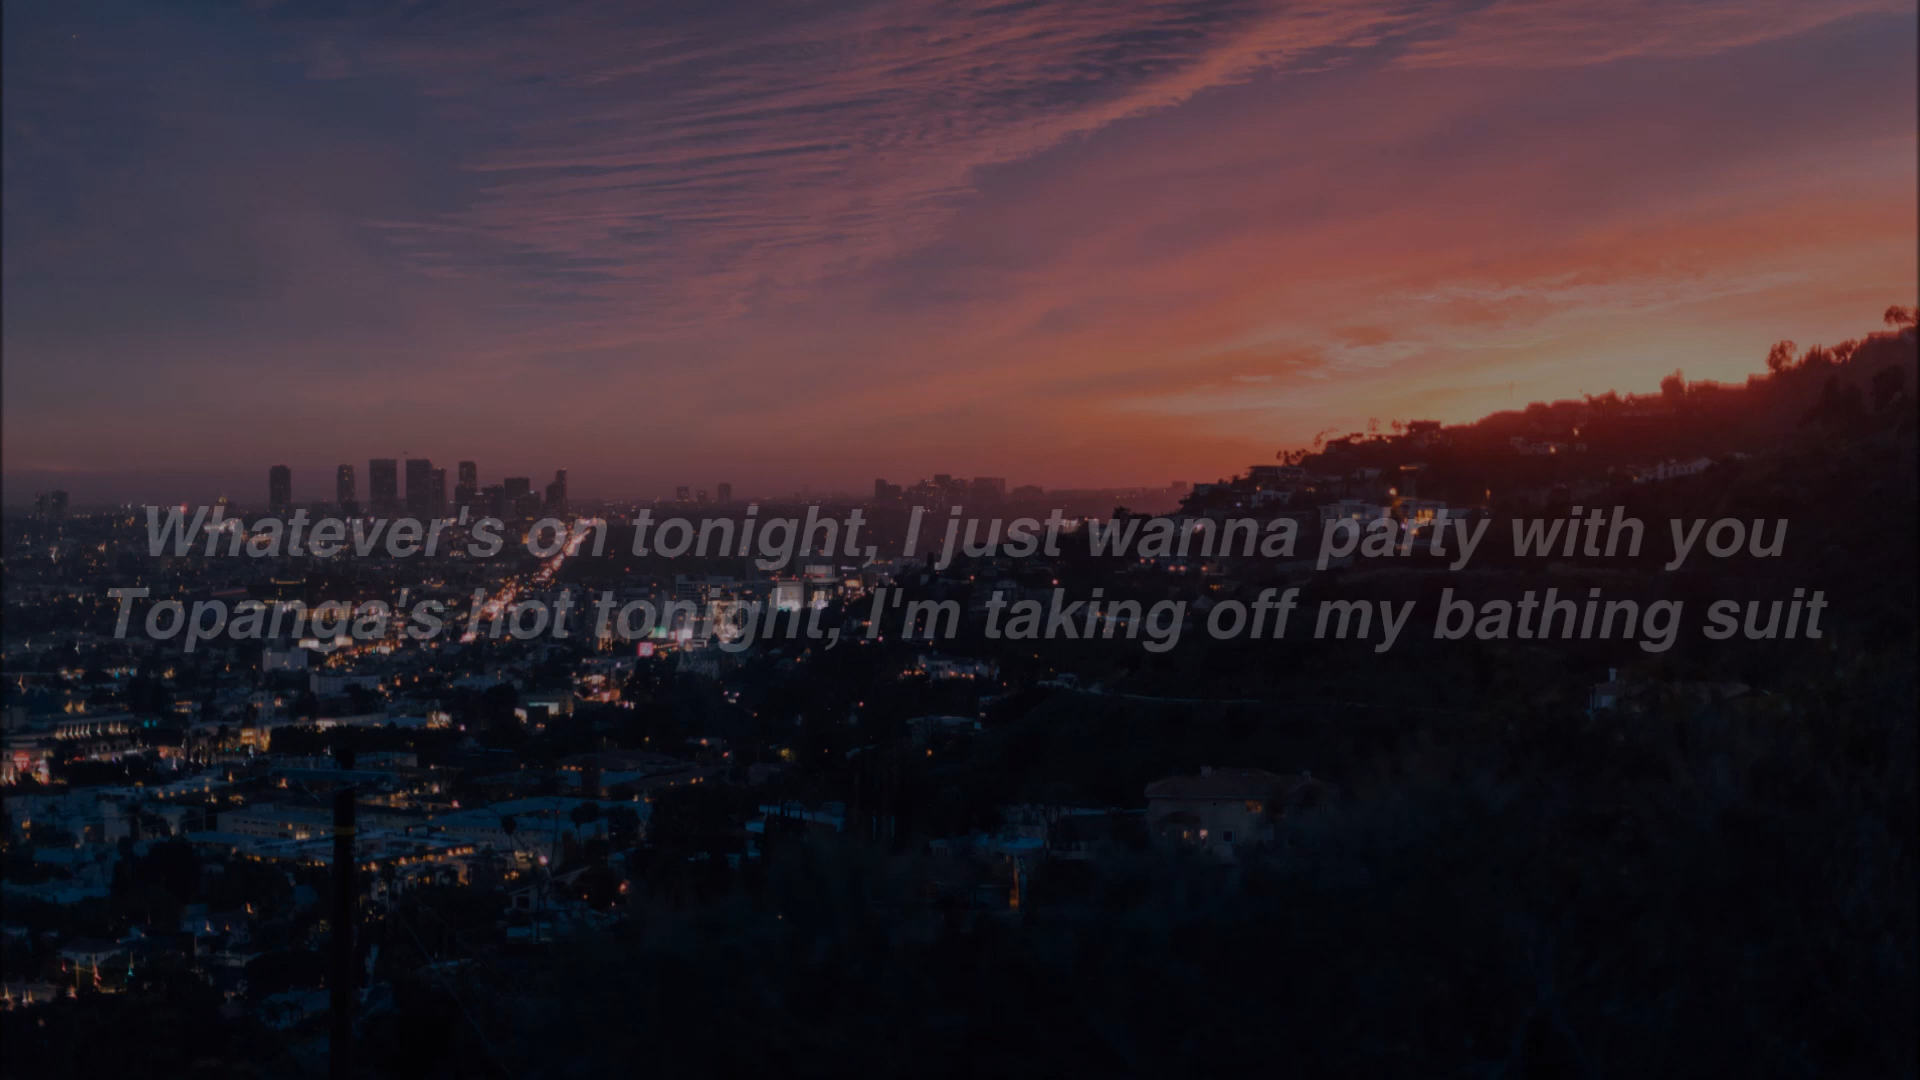 Whatever's on tonight, I just wanna party with you
Topanga's hot tonight, I'm taking off my bathing suit